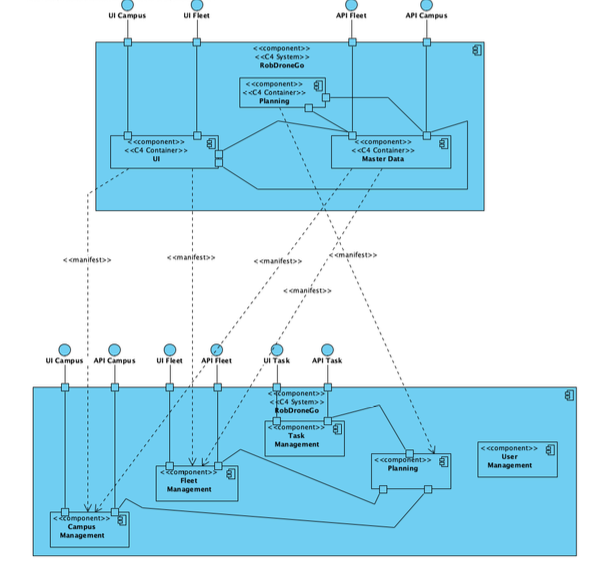 UI Campus
UI Fleet
API Fleet
API Campus
<<component>>
<<C4 System>>
RobDroneGo
<<component>>
<<C4 Container>>
Planning
<<component>>
<<C4 Container>>
UI
<<component>>
<<C4 Container>>
Master Data
<<manifest>>
<<manifest>>
<<manifest>>
<<manifest>>
<<manifest>>
UI Campus
API Campus
UI Fleet
API Fleet
UI Task
API Task
<<component>>
<<C4 System>>
RobDroneGo
<<component>>
Task
Management
<<component>>
Planning
<<component>>
User
Management
<<component>>
Fleet
Management
<<component>>
Campus
Management